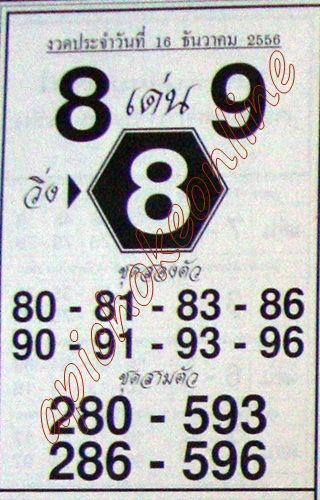 งวดประจำวันที่ 16 ธันวาคม 2556
8 เด่น 9
วิ่ง 8
ชุดสองตัว
80 - 81 - 83 - 86
90 - 91 - 93 - 96
ชุดสามตัว
280 - 593
286 - 596
apichokeonline